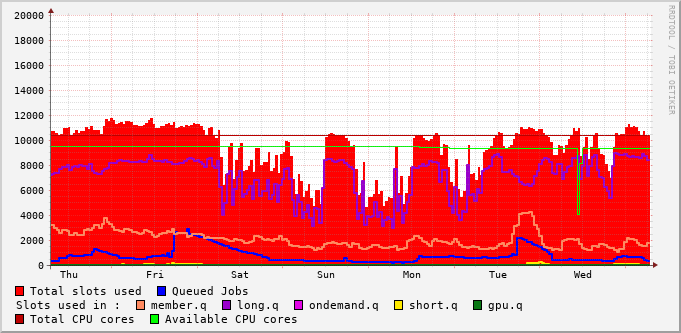 20000
18000
16000
14000
12000
10000
8000
6000
4000
2000
0
Thu Fri Sat Sun Mon Tue Wed
RRDTOOL / TOBI OETIKER
Total slots used Queued Jobs
Slots used in : member.q long.q ondemand.q short.q gpu.q
Total CPU cores Available CPU cores